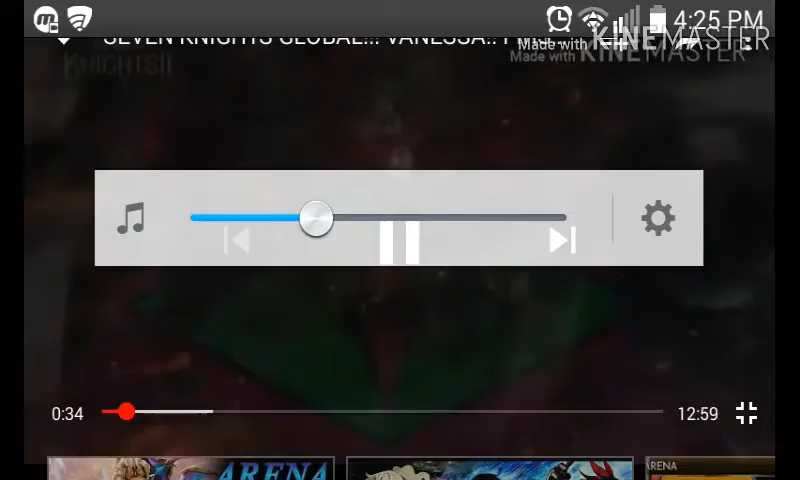 4:25 PM
SEVEN KNIGHTS GLOBAL... VANESSA..
Made with KINEMASTER
Made with KINEMASTER
KNIGHTS
0:34
12:59
ARENA
ARENA